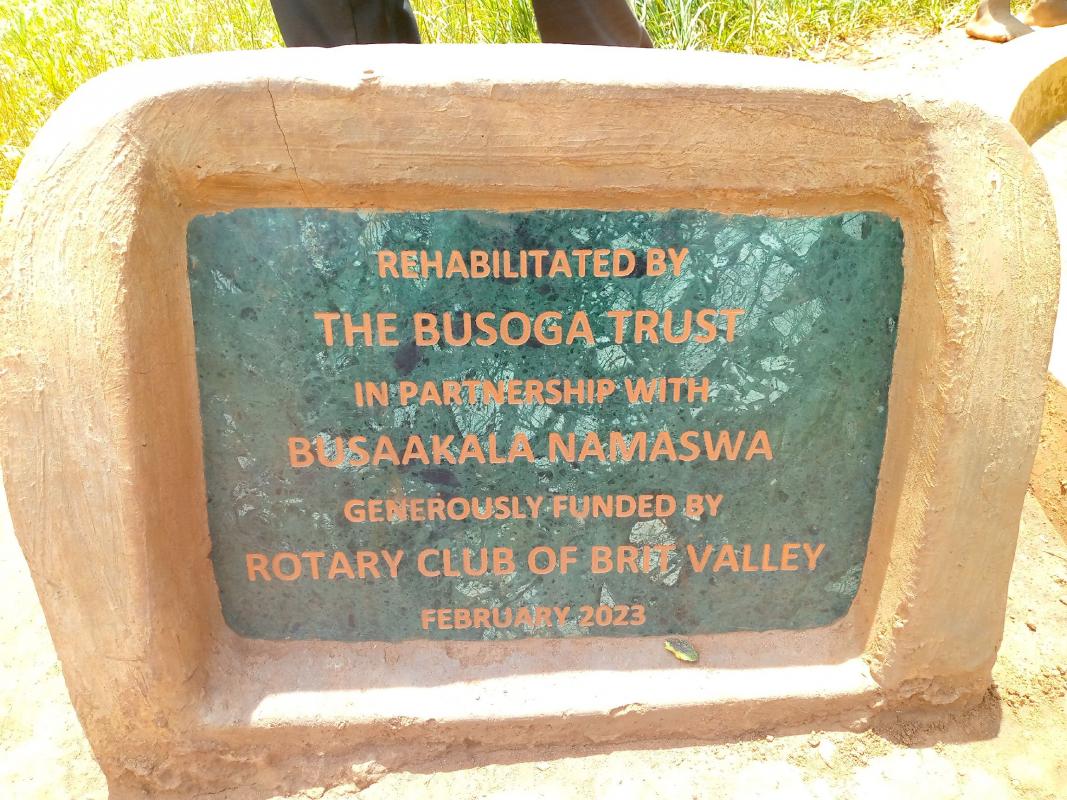 REHABILITATED BY
THE BUSOGA TRUST
IN PARTNERSHIP WITH
BUSAAKALA NAMASWA
GENEROUSLY FUNDED BY
ROTARY CLUB OF BRIT VALLEY
FEBRUARY 2023